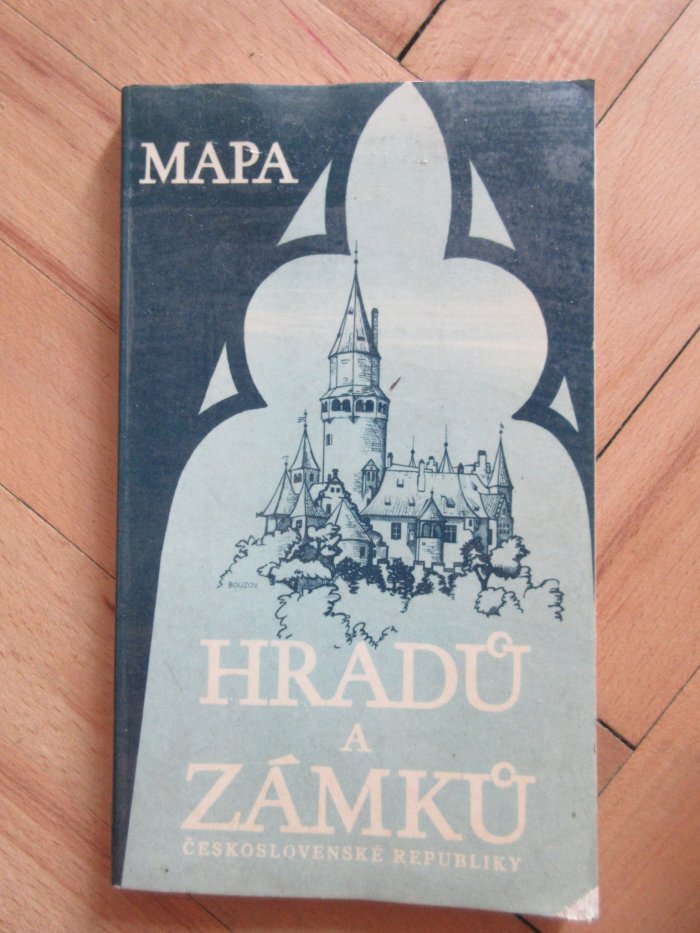 MAPA
BOUZOV
HRADŮ
A
ZÁMKŮ
ČESKOSLOVENSKÉ REPUBLIKY